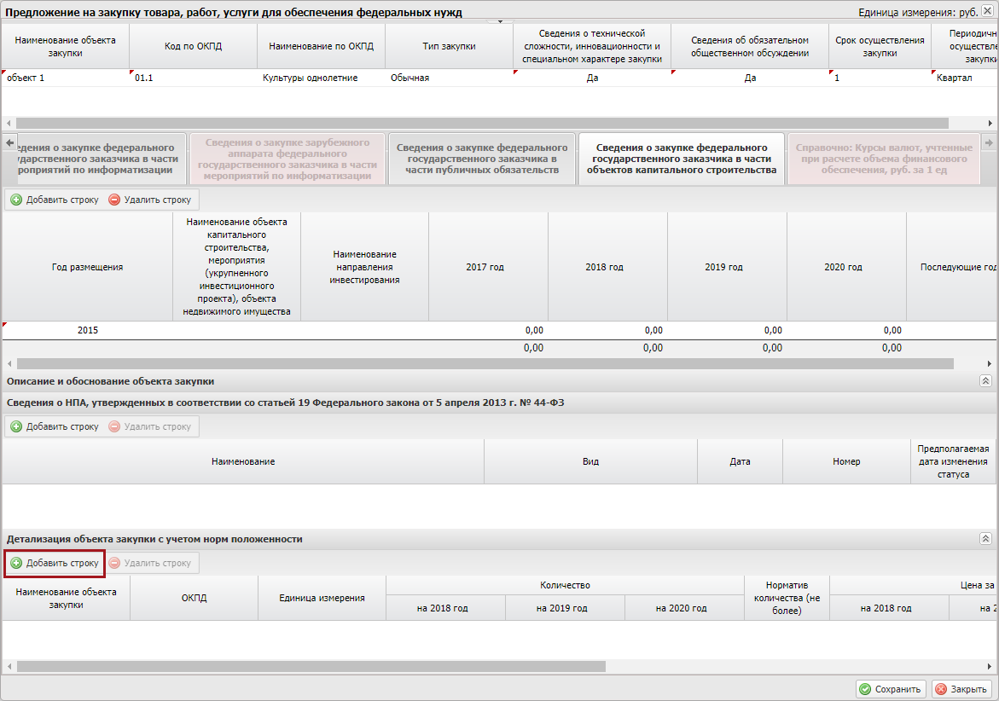 Предложение на закупку товара, работ, услуги для обеспечения федеральных нужд
Единица измерения: руб.
Наименование объекта
закупки
Код по ОКПД
Наименование по ОКПД
Тип закупки
Сведения о технической
сложности, инновационности и
специальном характере закупки
Сведения об обязательном
общественном обсуждении
Срок осуществления
закупки
Периодичн
осуществле
закупки
объект 1
01.1
Культуры однолетние
Обычная
Да
Да
1
Квартал
едения о закупке федерального
ударственного заказчика в части
роприятий по информатизации
Сведения о закупке зарубежного
аппарата федерального
государственного заказчика в части
мероприятий по информатизации
Сведения о закупке федерального
государственного заказчика в
части публичных обязательств
Сведения о закупке федерального
государственного заказчика в части
объектов капитального строительства
Справочно: Курсы валют, учтенные
при расчете объема финансового
обеспечения, руб. за 1 ед
Добавить строку
Удалить строку
Год размещения
Наименование объекта
капитального
строительства,
мероприятия
(укрупненного
инвестиционного
проекта), объекта
недвижимого имущества
Наименование
направления
инвестирования
2017 год
2018 год
2019 год
2020 год
Последующие год
2015
0,00
0,00
0,00
0,00
0,00
0,00
0,00
0,00
Описание и обоснование объекта закупки
Сведения о НПА, утвержденных в соответствии со статьей 19 Федерального закона от 5 апреля 2013 г. № 44-ФЗ
Добавить строку
Удалить строку
Наименование
Вид
Дата
Номер
Предполагаемая
дата изменения
статуса
Детализация объекта закупки с учетом норм положенности
Добавить строку
Удалить строку
Наименование объекта
закупки
ОКПД
Единица измерения
Количество
на 2018 год
на 2019 год
на 2020 год
Норматив
количества (не
более)
Цена за
на 2018 год
на 2
Сохранить
Закрыть